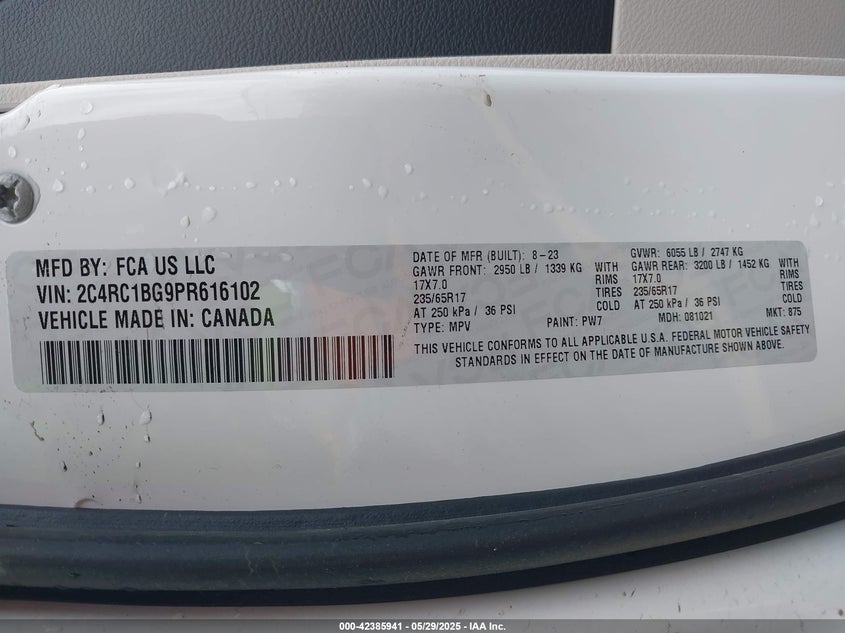 MFD BY: FCA US LLC
VIN: 2C4RC1BG9PR616102
VEHICLE MADE IN: CANADA
DATE OF MFR (BUILT): 8-23
GVWR: 6055 LB / 2747 KG
GAWR FRONT: 2950 LB / 1339 KG WITH
GAWR REAR: 3200 LB / 1452 KG WITH
17X7.0 RIMS
17X7.0 RIMS
235/65R17 TIRES
235/65R17 TIRES
AT 250 kPa / 36 PSI COLD
AT 250 kPa / 36 PSI COLD
TYPE: MPV PAINT: PW7 MDH: 081021 MKT: 875
THIS VEHICLE CONFORMS TO ALL APPLICABLE U.S.A. FEDERAL MOTOR VEHICLE SAFETY
STANDARDS IN EFFECT ON THE DATE OF MANUFACTURE SHOWN ABOVE.
000-42385941 - 05/29/2025 - IAA Inc.